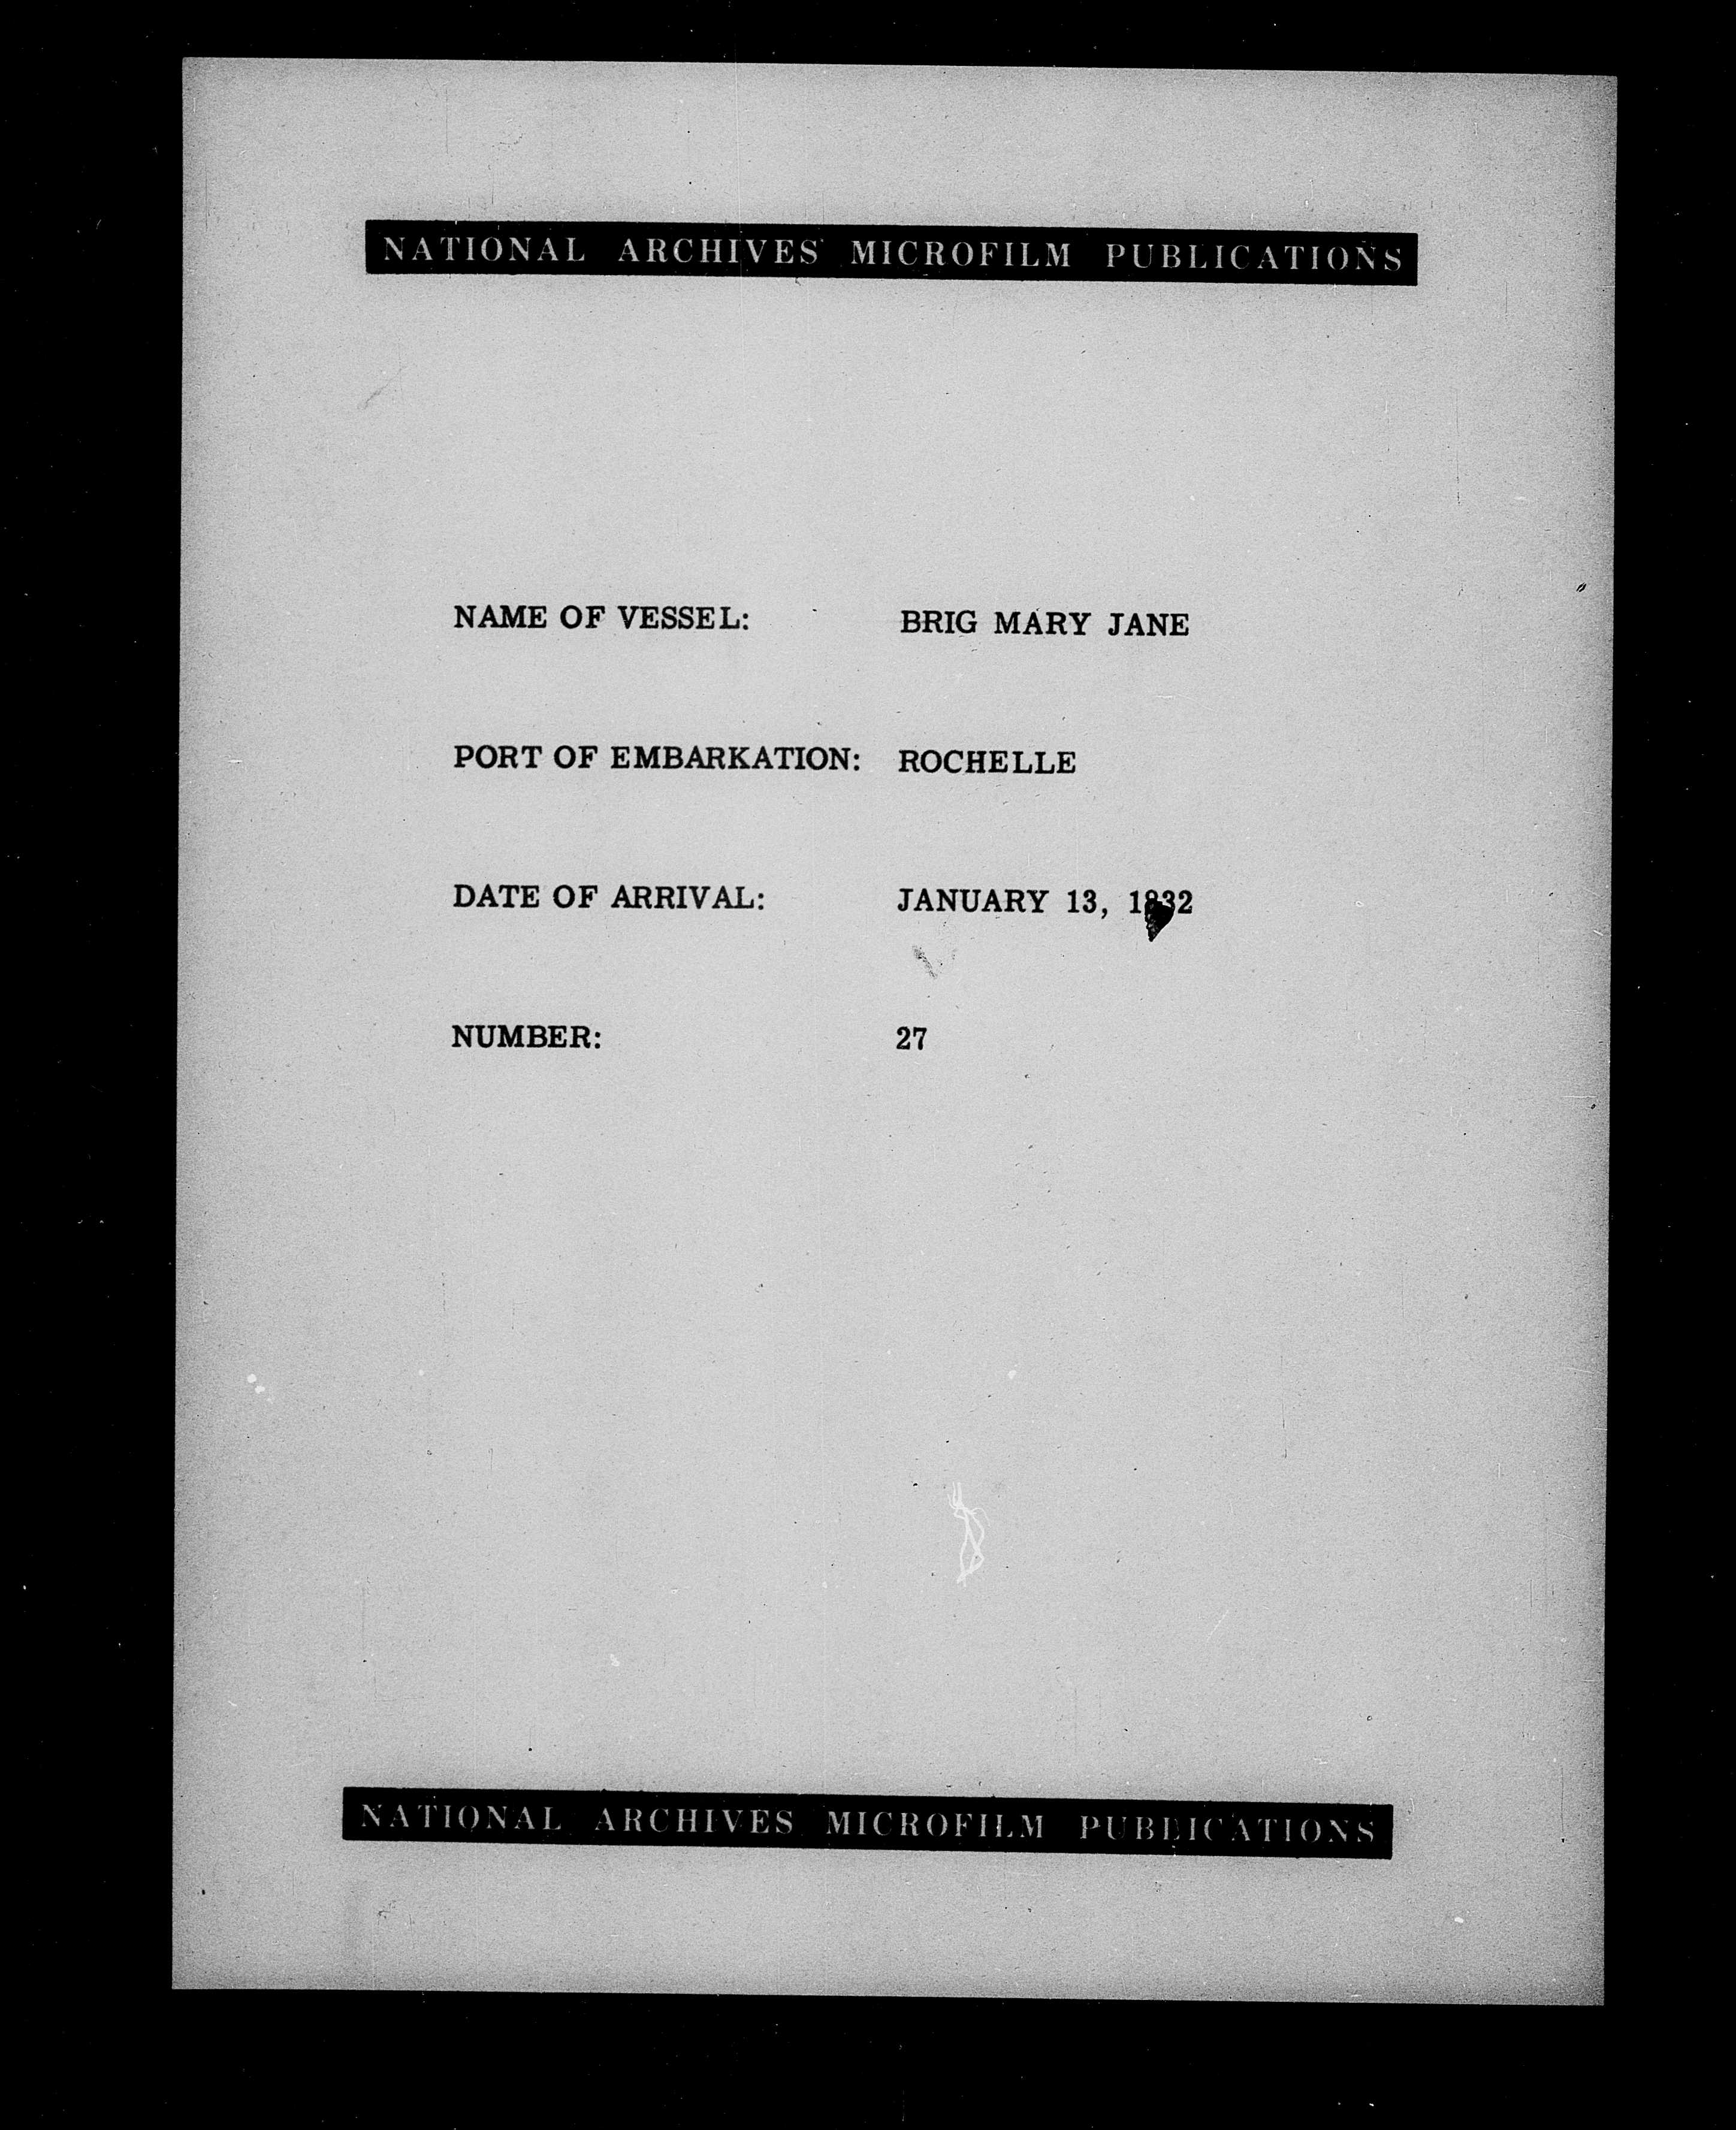 NATIONAL ARCHIVES MICROFILM PUBLICATIONS
NAME OF VESSEL: BRIG MARY JANE
PORT OF EMBARKATION: ROCHELLE
DATE OF ARRIVAL: JANUARY 13, 1832
NUMBER: 27
NATIONAL ARCHIVES MICROFILM PUBLICATIONS